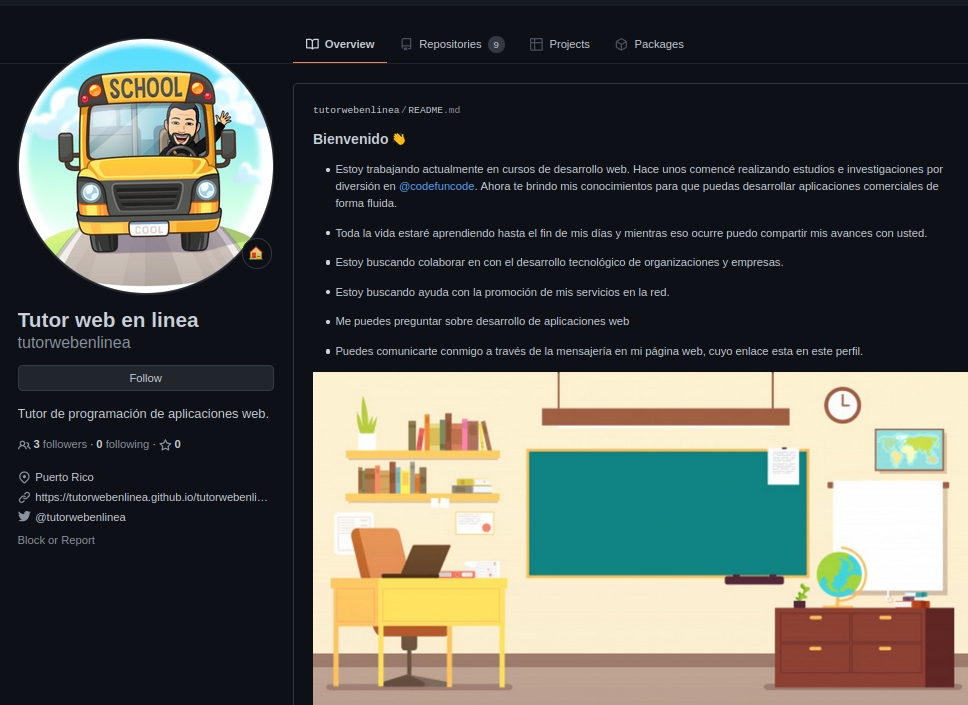 Overview Repositories 9 Projects Packages
SCHOOL
COOL
Tutor web en linea
tutorwebenlinea
Follow
Tutor de programación de aplicaciones web.
3 followers · 0 following · 0
Puerto Rico
https://tutorwebenlinea.github.io/tutorwebenli...
@tutorwebenlinea
Block or Report
tutorwebenlinea/README.md
Bienvenido 👋
Estoy trabajando actualmente en cursos de desarrollo web. Hace unos comencé realizando estudios e investigaciones por
diversión en @codefuncode. Ahora te brindo mis conocimientos para que puedas desarrollar aplicaciones comerciales de
forma fluida.
Toda la vida estaré aprendiendo hasta el fin de mis días y mientras eso ocurre puedo compartir mis avances con usted.
Estoy buscando colaborar en con el desarrollo tecnológico de organizaciones y empresas.
Estoy buscando ayuda con la promoción de mis servicios en la red.
Me puedes preguntar sobre desarrollo de aplicaciones web
Puedes comunicarte conmigo a través de la mensajería en mi página web, cuyo enlace esta en este perfil.